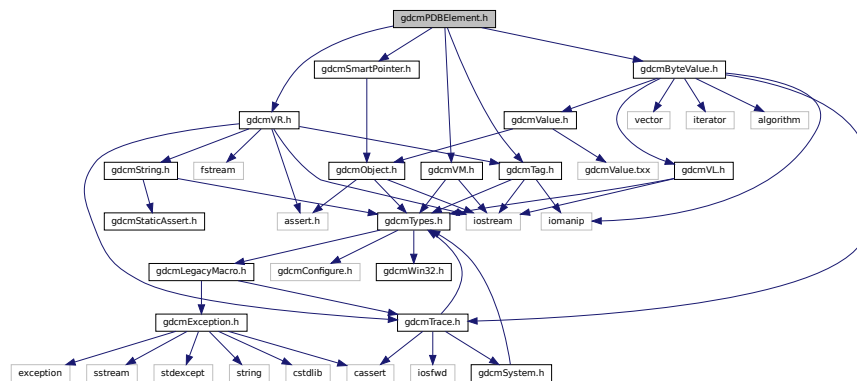 gdcmPDBElement.h
gdcmSmartPointer.h
gdcmByteValue.h
gdcmVR.h
gdcmValue.h
vector
iterator
algorithm
gdcmString.h
fstream
gdcmObject.h
gdcmVM.h
gdcmTag.h
gdcmValue.txx
gdcmVL.h
gdcmStaticAssert.h
assert.h
gdcmTypes.h
iostream
iomanip
gdcmLegacyMacro.h
gdcmConfigure.h
gdcmWin32.h
gdcmException.h
gdcmTrace.h
exception
sstream
stdexcept
string
cstdlib
cassert
iosfwd
gdcmSystem.h